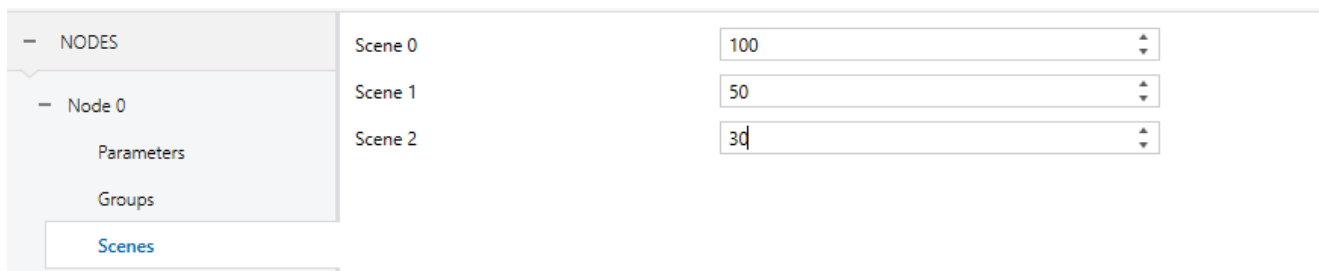 NODES
Node 0
Parameters
Groups
Scenes
Scene 0 100
Scene 1 50
Scene 2 30